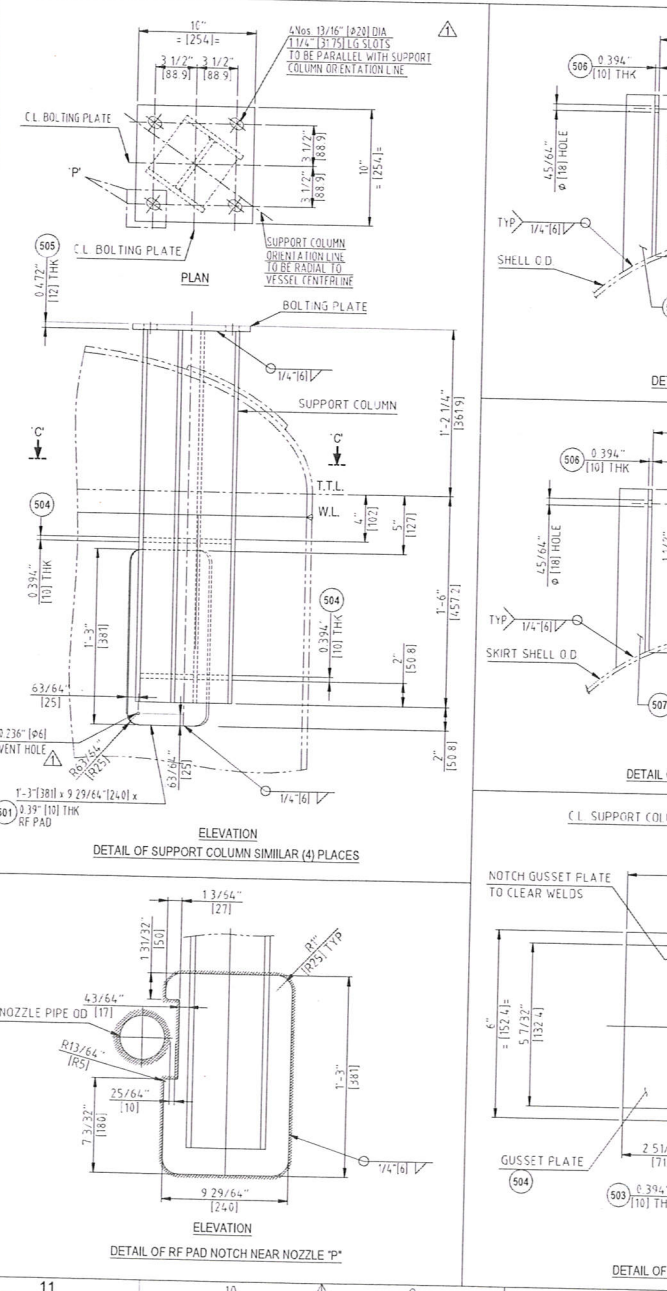 10"
= [254]=
4Nos. 13/16" [ø20] DIA
1 1/4" [31.75] LG SLOTS
TO BE PARALLEL WITH SUPPORT
COLUMN ORIENTATION LINE
1
3 1/2" 3 1/2"
[88.9] [88.9]
C.L. BOLTING PLATE
3 1/2"
[88.9]
3 1/2"
[88.9]
10"
= [254]=
'P'
505
0.472"
[12] THK
C.L. BOLTING PLATE
SUPPORT COLUMN
ORIENTATION LINE
TO BE RADIAL TO
VESSEL CENTERLINE
PLAN
BOLTING PLATE
1/4"[6]
SUPPORT COLUMN
1'-2 1/4"
[361.9]
'C'
'C'
T.T.L.
W.L.
504
0.394"
[10] THK
4"
[102]
5"
[127]
1'-3"
[381]
504
0.394"
[10] THK
1'-6"
[457.2]
2"
[50.8]
63/64"
[25]
0.236" [ø6]
VENT HOLE
1
R63/64"
[R25]
63/64"
[25]
2"
[50.8]
1'-3"[381] x 9 29/64"[240] x
0.39" [10] THK
RF PAD
1/4"[6]
ELEVATION
DETAIL OF SUPPORT COLUMN SIMIILAR (4) PLACES
1 3/64"
[27]
1 31/32"
[50]
R1"
[R25] TYP
43/64"
[17]
NOZZLE PIPE OD
R13/64"
[R5]
25/64"
[10]
7 3/32"
[180]
1'-3"
[381]
1/4"[6]
9 29/64"
[240]
ELEVATION
DETAIL OF RF PAD NOTCH NEAR NOZZLE "P"
11
10
506
0.394"
[10] THK
45/64"
ø [18] HOLE
TYP
1/4"[6]
SHELL O.D.
506
0.394"
[10] THK
45/64"
ø [18] HOLE
TYP
1/4"[6]
SKIRT SHELL O.D
507
DETAIL
NOTCH GUSSET PLATE
TO CLEAR WELDS
6"
= [152.4]=
5 7/32"
[132.4]
GUSSET PLATE
504
503
DETAIL OF